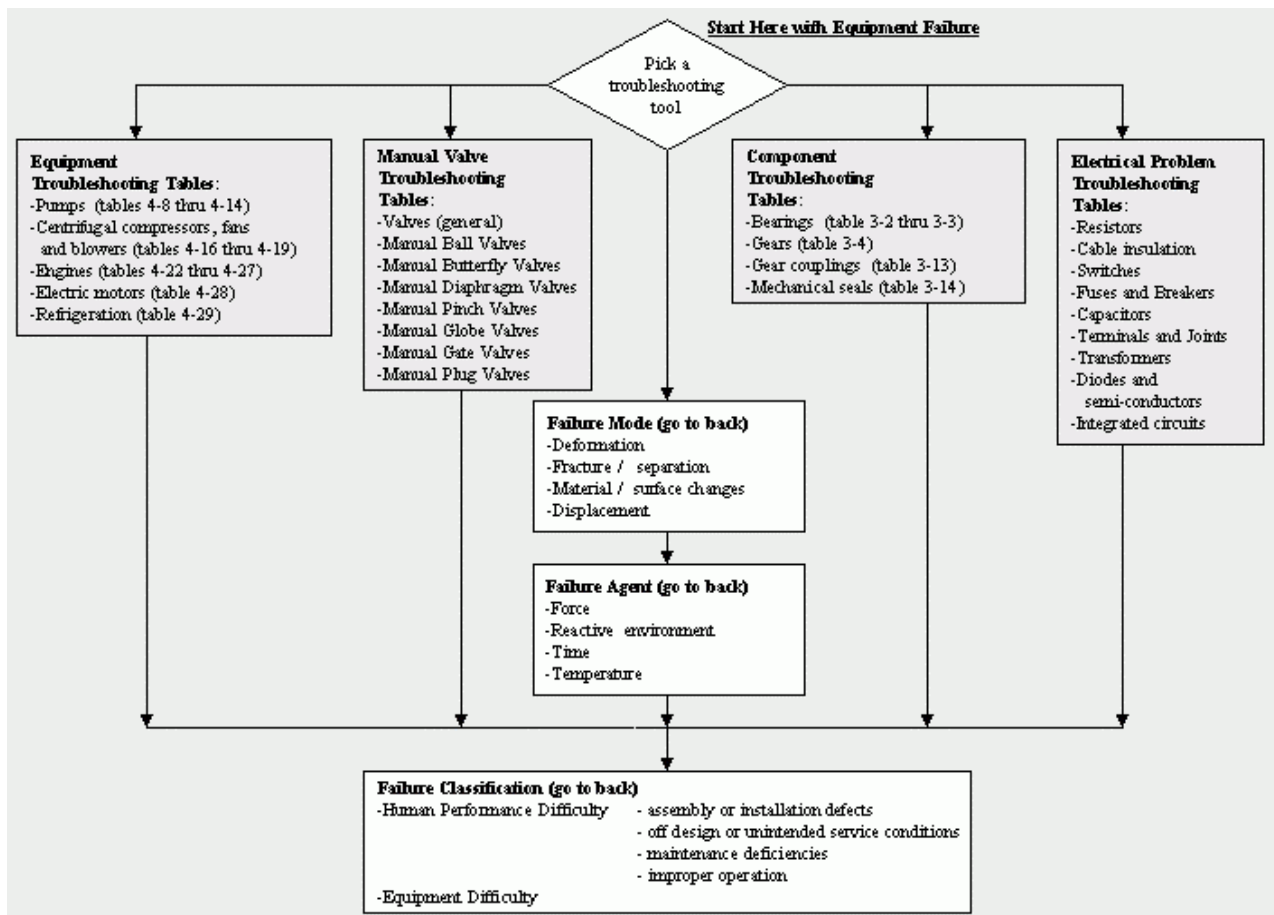 Start Here with Equipment Failure
Pick a
troubleshooting
tool
Equipment
Troubleshooting Tables:
-Pumps (tables 4-8 thru 4-14)
-Centrifugal compressors, fans
and blowers (tables 4-16 thru 4-19)
-Engines (tables 4-22 thru 4-27)
-Electric motors (table 4-28)
-Refrigeration (table 4-29)
Manual Valve
Troubleshooting
Tables:
-Valves (general)
-Manual Ball Valves
-Manual Butterfly Valves
-Manual Diaphragm Valves
-Manual Pinch Valves
-Manual Globe Valves
-Manual Gate Valves
-Manual Plug Valves
Component
Troubleshooting
Tables:
-Bearings (table 3-2 thru 3-3)
-Gears (table 3-4)
-Gear couplings (table 3-13)
-Mechanical seals (table 3-14)
Electrical Problem
Troubleshooting
Tables:
-Resistors
-Cable insulation
-Switches
-Fuses and Breakers
-Capacitors
-Terminals and Joints
-Transformers
-Diodes and
semi-conductors
-Integrated circuits
Failure Mode (go to back)
-Deformation
-Fracture / separation
-Material / surface changes
-Displacement
Failure Agent (go to back)
-Force
-Reactive environment
-Time
-Temperature
Failure Classification (go to back)
-Human Performance Difficulty - assembly or installation defects
- off design or unintended service conditions
- maintenance deficiencies
- improper operation
-Equipment Difficulty